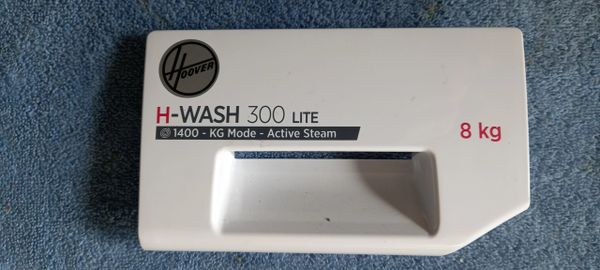 HOOVER
H-WASH 300 LITE
1400 - KG Mode - Active Steam
8 kg